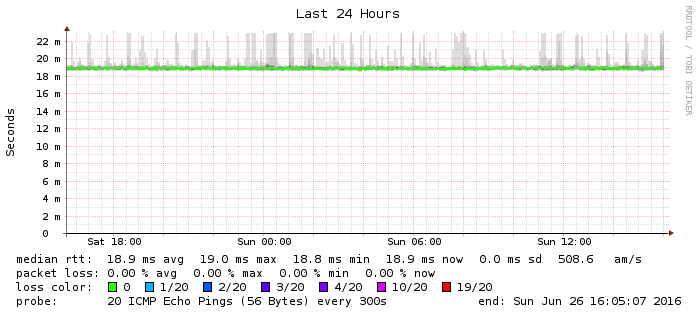 Last 24 Hours
RRDTOOL / TOBI OETIKER
Seconds
22 m
20 m
18 m
16 m
14 m
12 m
10 m
8 m
6 m
4 m
2 m
0
Sat 18:00 Sun 00:00 Sun 06:00 Sun 12:00
median rtt: 18.9 ms avg 19.0 ms max 18.8 ms min 18.9 ms now 0.0 ms sd 508.6 am/s
packet loss: 0.00 % avg 0.00 % max 0.00 % min 0.00 % now
loss color: 0 1/20 2/20 3/20 4/20 10/20 19/20
probe: 20 ICMP Echo Pings (56 Bytes) every 300s end: Sun Jun 26 16:05:07 2016